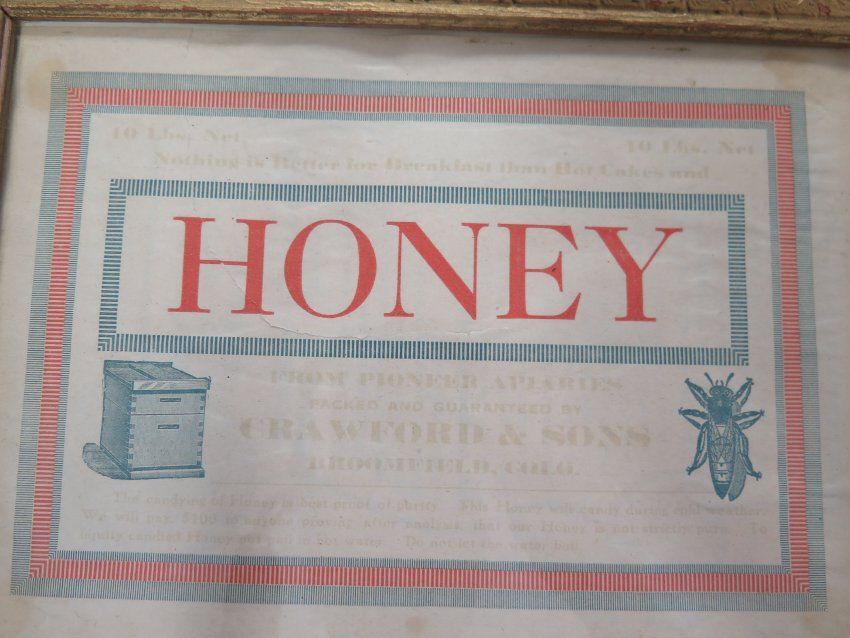 10 Lbs. Net 10 Lbs. Net
Nothing is Better for Breakfast than Hot Cakes and
HONEY
FROM PIONEER APIARIES
PACKED AND GUARANTEED BY
CRAWFORD & SONS
BROOMFIELD, COLO.
The candying of Honey is best proof of purity. This Honey will candy during cold weather.
We will pay $100 to anyone proving after analysis, that our Honey is not strictly pure. To
liquify candied Honey put pail in hot water. Do not let the water boil.